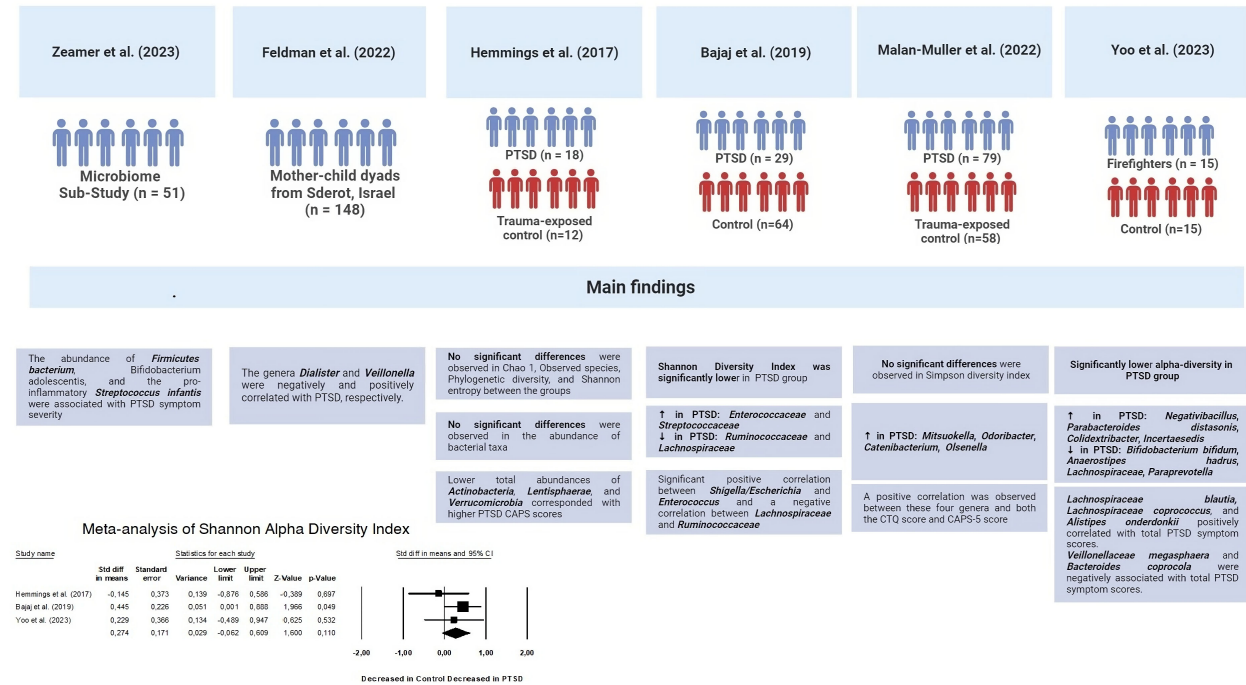 Zeamer et al. (2023)
Feldman et al. (2022)
Hemmings et al. (2017)
Bajaj et al. (2019)
Malan-Muller et al. (2022)
Yoo et al. (2023)
Microbiome
Sub-Study (n = 51)
Mother-child dyads
from Sderot, Israel
(n = 148)
PTSD (n = 18)
Trauma-exposed
control (n=12)
PTSD (n = 29)
Control (n=64)
PTSD (n = 79)
Trauma-exposed
control (n=58)
Firefighters (n = 15)
Control (n=15)
Main findings
The abundance of Firmicutes
bacterium, Bifidobacterium
adolescentis, and the pro-
inflammatory Streptococcus infantis
were associated with PTSD symptom
severity
The genera Dialister and Veillonella
were negatively and positively
correlated with PTSD, respectively.
No significant differences were
observed in Chao 1, Observed species,
Phylogenetic diversity, and Shannon
entropy between the groups
No significant differences were
observed in the abundance of
bacterial taxa
Lower total abundances of
Actinobacteria, Lentisphaerae, and
Verrucomicrobia corresponded with
higher PTSD CAPS scores
Shannon Diversity Index was
significantly lower in PTSD group
↑ in PTSD: Enterococcaceae and
Streptococcaceae
↓ in PTSD: Ruminococcaceae and
Lachnospiraceae
Significant positive correlation
between Shigella/Escherichia and
Enterococcus and a negative
correlation between Lachnospiraceae
and Ruminococcaceae
No significant differences were
observed in Simpson diversity index
↑ in PTSD: Mitsuokella, Odoribacter,
Catenibacterium, Olsenella
A positive correlation was observed
between these four genera and both
the CTQ score and CAPS-5 score
Significantly lower alpha-diversity in
PTSD group
↑ in PTSD: Negativibacillus,
Parabacteroides distasonis,
Colidextribacter, Incertaesedis
↓ in PTSD: Bifidobacterium bifidum,
Anaerostipes hadrus,
Lachnospiraceae, Paraprevotella
Lachnospiraceae blautia,
Lachnospiraceae coprococcus, and
Alistipes onderdonkii positively
correlated with total PTSD symptom
scores.
Veillonellaceae megasphaera and
Bacteroides coprocola were
negatively associated with total PTSD
symptom scores.
Meta-analysis of Shannon Alpha Diversity Index
Study name Statistics for each study Std diff in means and 95% CI
Std diff in means Standard error Variance Lower limit Upper limit Z-Value p-Value
Hemmings et al. (2017) -0,145 0,373 0,139 -0,876 0,586 -0,389 0,697
Bajaj et al. (2019) 0,445 0,226 0,051 0,001 0,888 1,966 0,049
Yoo et al. (2023) 0,229 0,366 0,134 -0,489 0,947 0,625 0,532
0,274 0,171 0,029 -0,062 0,609 1,600 0,110
-2,00 -1,00 0,00 1,00 2,00
Decreased in Control Decreased in PTSD